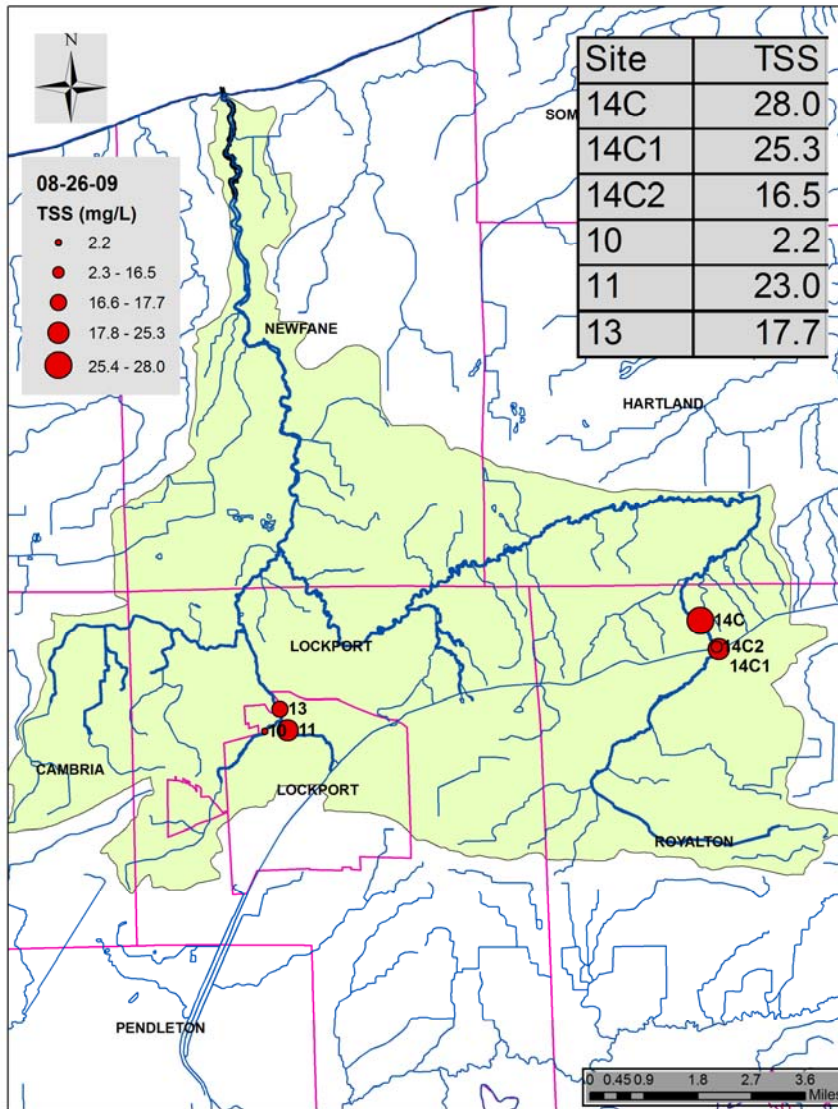 N
Site TSS
14C 28.0
14C1 25.3
14C2 16.5
10 2.2
11 23.0
13 17.7
SOM
08-26-09
TSS (mg/L)
2.2
2.3 - 16.5
16.6 - 17.7
17.8 - 25.3
25.4 - 28.0
NEWFANE
HARTLAND
14C
14C2
14C1
LOCKPORT
13
10
11
CAMBRIA
LOCKPORT
ROYALTON
PENDLETON
0 0.45 0.9 1.8 2.7 3.6
Miles